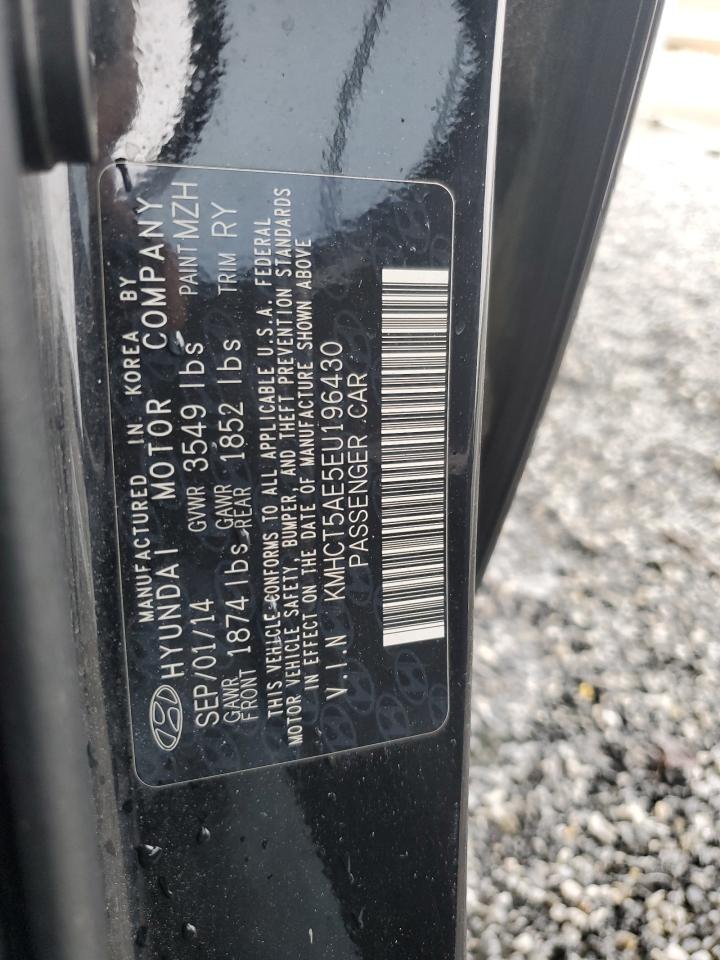 MANUFACTURED IN KOREA BY
HYUNDAI MOTOR COMPANY
SEP/01/14 GVWR 3549 lbs PAINT MZH
GAWR FRONT 1874 lbs GAWR REAR 1852 lbs TRIM RY
THIS VEHICLE CONFORMS TO ALL APPLICABLE U.S.A. FEDERAL
MOTOR VEHICLE SAFETY, BUMPER, AND THEFT PREVENTION STANDARDS
IN EFFECT ON THE DATE OF MANUFACTURE SHOWN ABOVE
V.I.N KMHCT5AE5EU196430
PASSENGER CAR